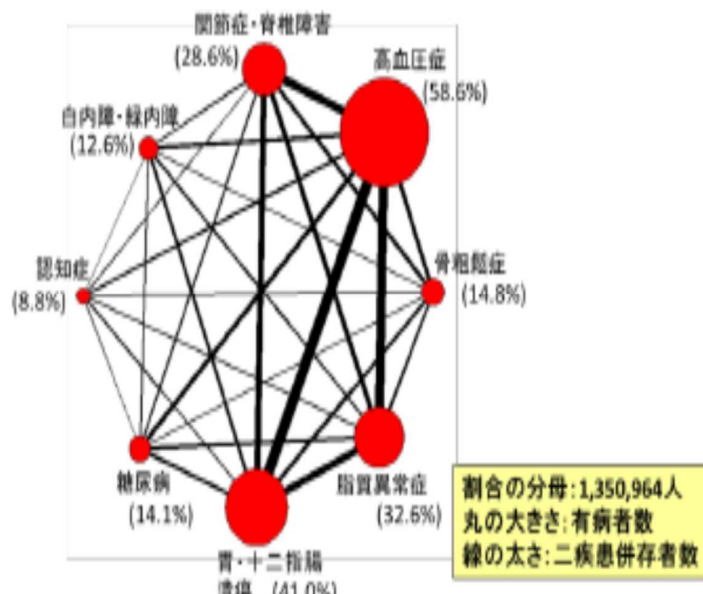 関節症・脊椎障害
(28.6%)
高血圧症
(58.6%)
白内障・緑内障
(12.6%)
認知症
(8.8%)
骨粗鬆症
(14.8%)
糖尿病
(14.1%)
脂質異常症
(32.6%)
胃・十二指腸
潰瘍 (41.0%)
割合の分母:1,350,964人
丸の大きさ:有病者数
線の太さ:二疾患併存者数